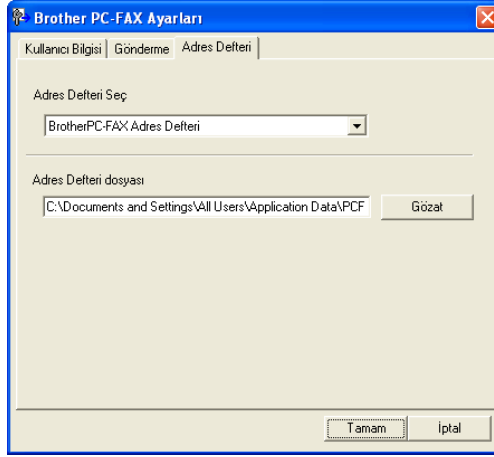 Brother PC-FAX Ayarları
Kullanıcı Bilgisi Gönderme Adres Defteri
Adres Defteri Seç
BrotherPC-FAX Adres Defteri
Adres Defteri dosyası
C:\Documents and Settings\All Users\Application Data\PCF Gözat
Tamam İptal